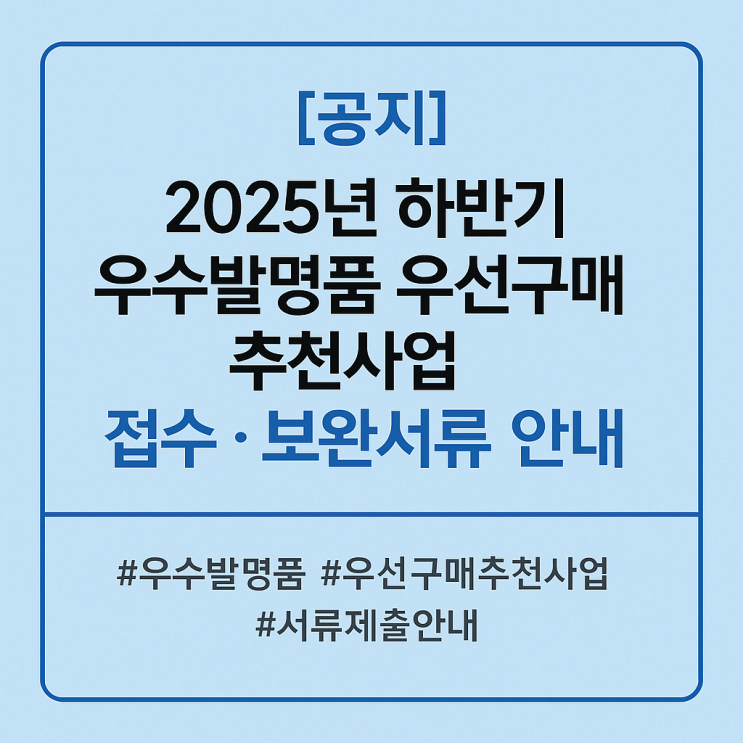 [공지]
2025년 하반기
우수발명품 우선구매
추천사업
접수·보완서류 안내
#우수발명품 #우선구매추천사업
#서류제출안내